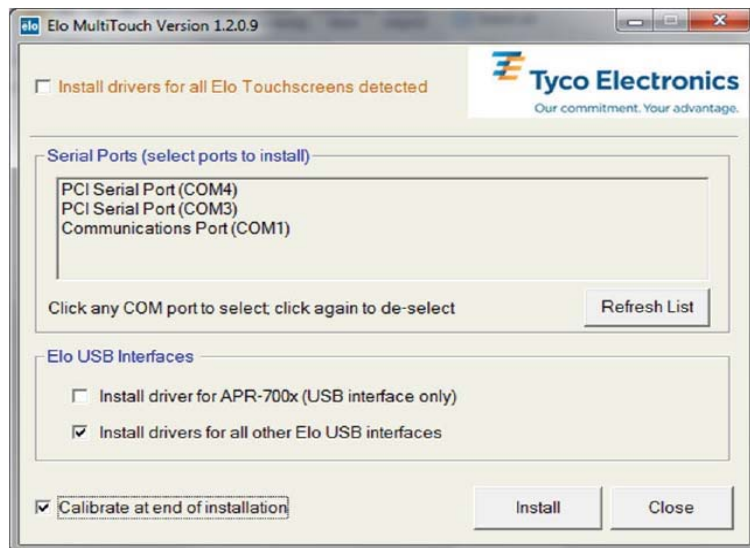 elo Elo MultiTouch Version 1.2.0.9
Install drivers for all Elo Touchscreens detected
Tyco Electronics
Our commitment. Your advantage.
Serial Ports (select ports to install)
PCI Serial Port (COM4)
PCI Serial Port (COM3)
Communications Port (COM1)
Click any COM port to select; click again to de-select
Refresh List
Elo USB Interfaces
Install driver for APR-700x (USB interface only)
Install drivers for all other Elo USB interfaces
Calibrate at end of installation
Install
Close